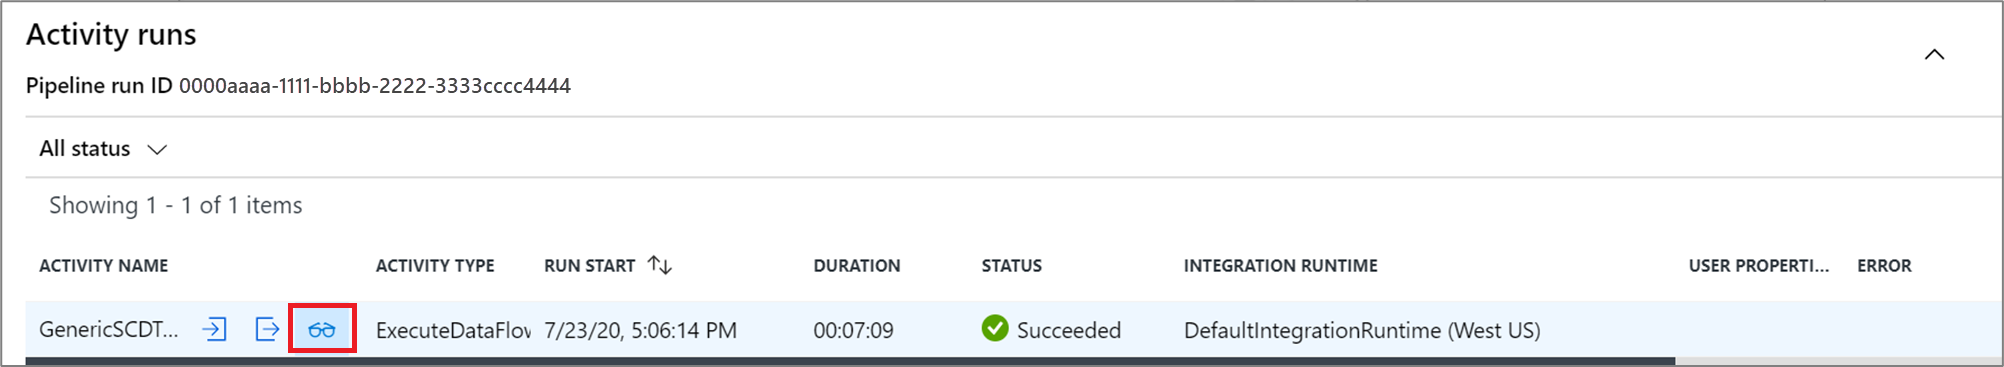 Activity runs
Pipeline run ID 0000aaaa-1111-bbbb-2222-3333cccc4444
All status
Showing 1 - 1 of 1 items
ACTIVITY NAME ACTIVITY TYPE RUN START DURATION STATUS INTEGRATION RUNTIME USER PROPERTI... ERROR
GenericSCDT... ExecuteDataFlow 7/23/20, 5:06:14 PM 00:07:09 Succeeded DefaultIntegrationRuntime (West US)